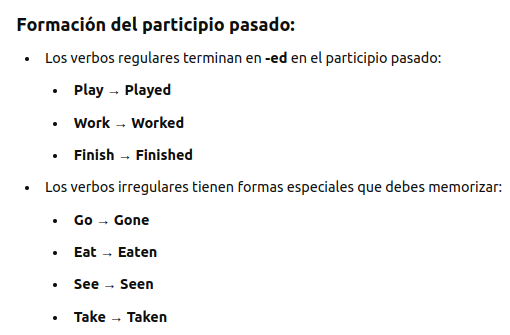 Formación del participio pasado:
• Los verbos regulares terminan en -ed en el participio pasado:
• Play → Played
• Work → Worked
• Finish → Finished
• Los verbos irregulares tienen formas especiales que debes memorizar:
• Go → Gone
• Eat → Eaten
• See → Seen
• Take → Taken